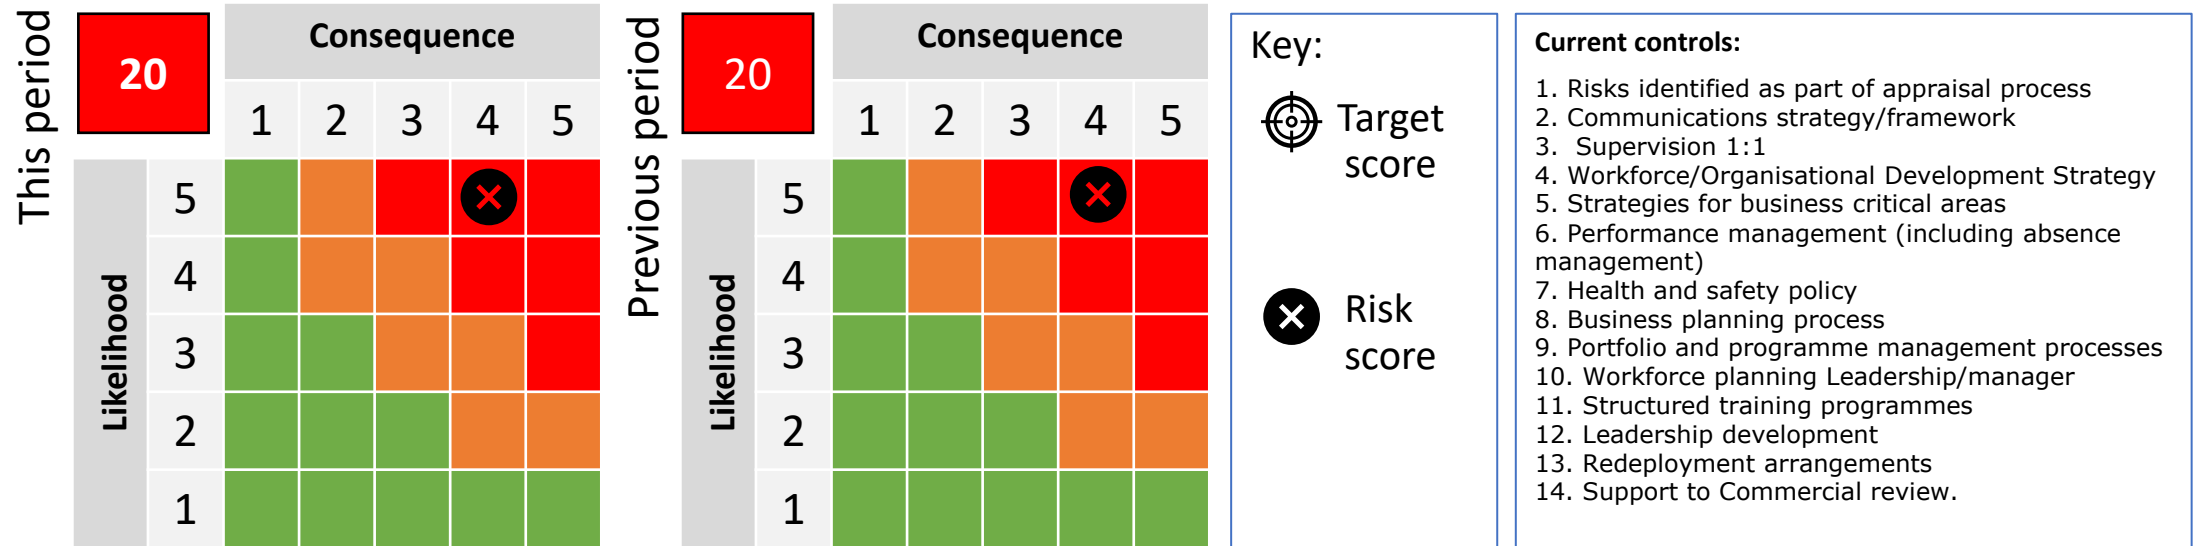 This period
20
Consequence
1 2 3 4 5
Likelihood
5
4
3
2
1
Previous period
20
Consequence
1 2 3 4 5
Likelihood
5
4
3
2
1
Key:
Target
score
Risk
score
Current controls:
1. Risks identified as part of appraisal process
2. Communications strategy/framework
3.  Supervision 1:1
4. Workforce/Organisational Development Strategy
5. Strategies for business critical areas
6. Performance management (including absence
management)
7. Health and safety policy
8. Business planning process
9. Portfolio and programme management processes
10. Workforce planning Leadership/manager
11. Structured training programmes
12. Leadership development
13. Redeployment arrangements
14. Support to Commercial review.